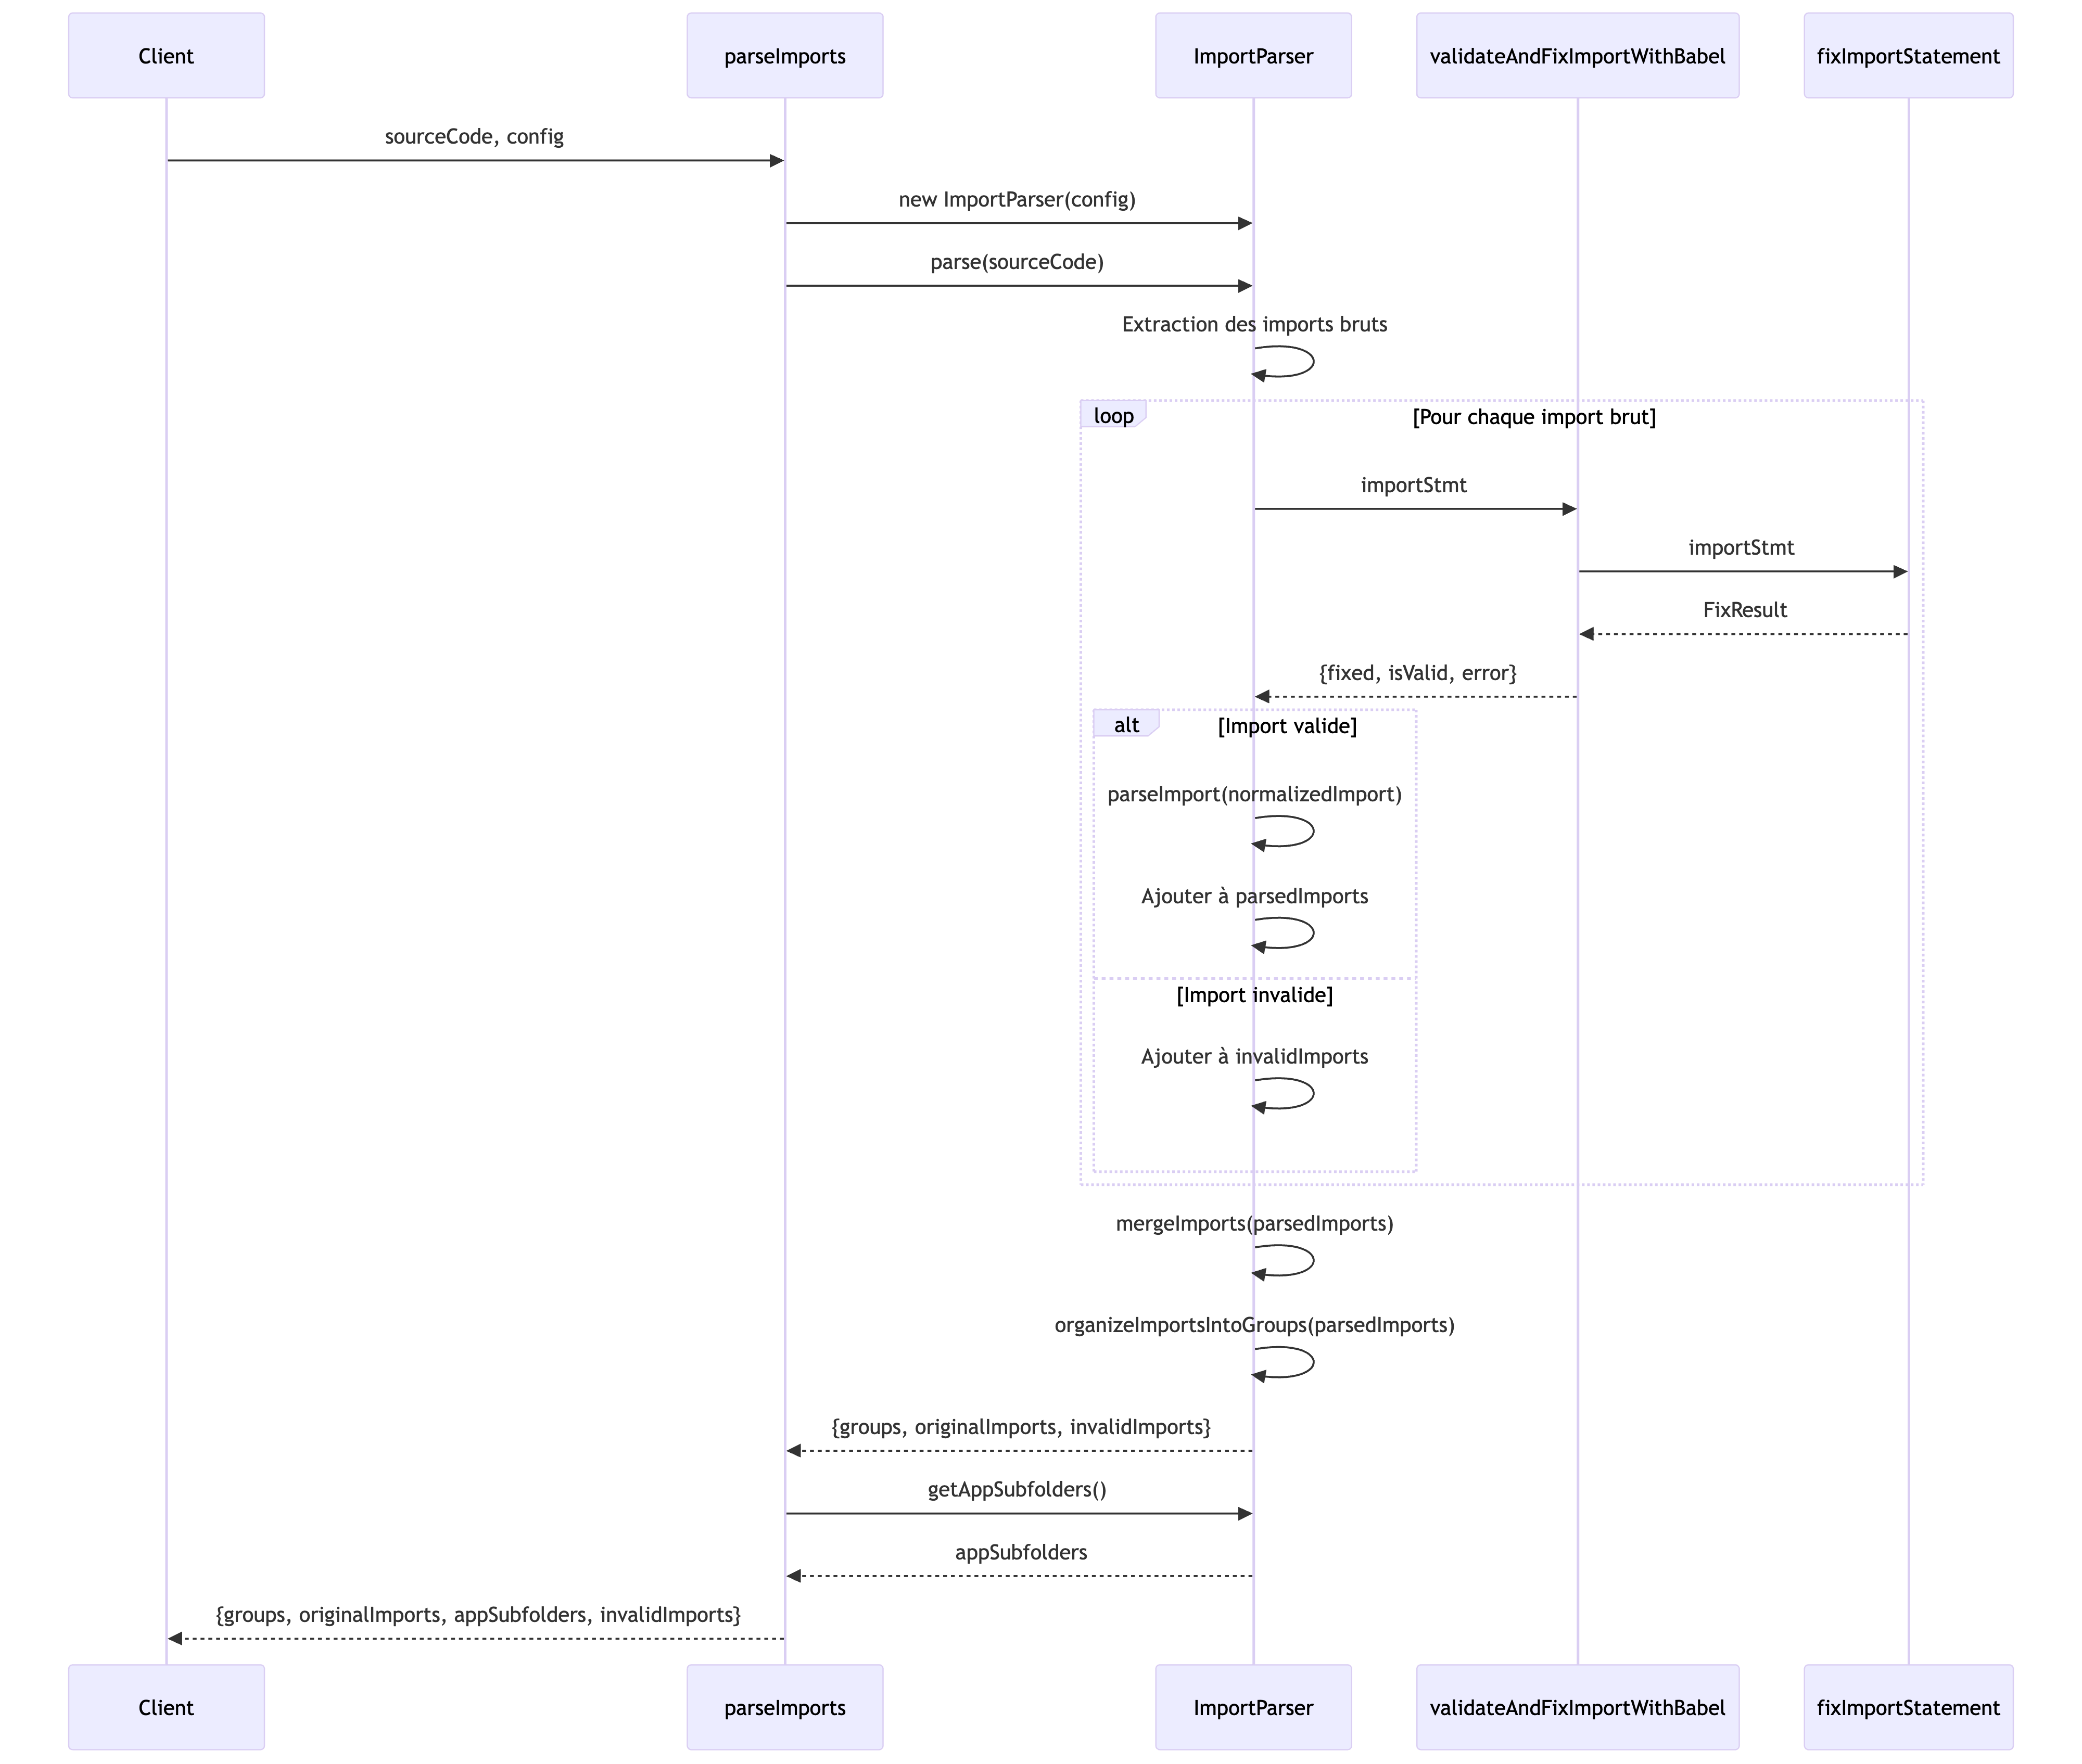 Client
parseImports
ImportParser
validateAndFixImportWithBabel
fixImportStatement
sourceCode, config
new ImportParser(config)
parse(sourceCode)
Extraction des imports bruts
loop
[Pour chaque import brut]
importStmt
importStmt
FixResult
{fixed, isValid, error}
alt
[Import valide]
parseImport(normalizedImport)
Ajouter à parsedImports
[Import invalide]
Ajouter à invalidImports
mergeImports(parsedImports)
organizeImportsIntoGroups(parsedImports)
{groups, originalImports, invalidImports}
getAppSubfolders()
appSubfolders
{groups, originalImports, appSubfolders, invalidImports}
Client
parseImports
ImportParser
validateAndFixImportWithBabel
fixImportStatement